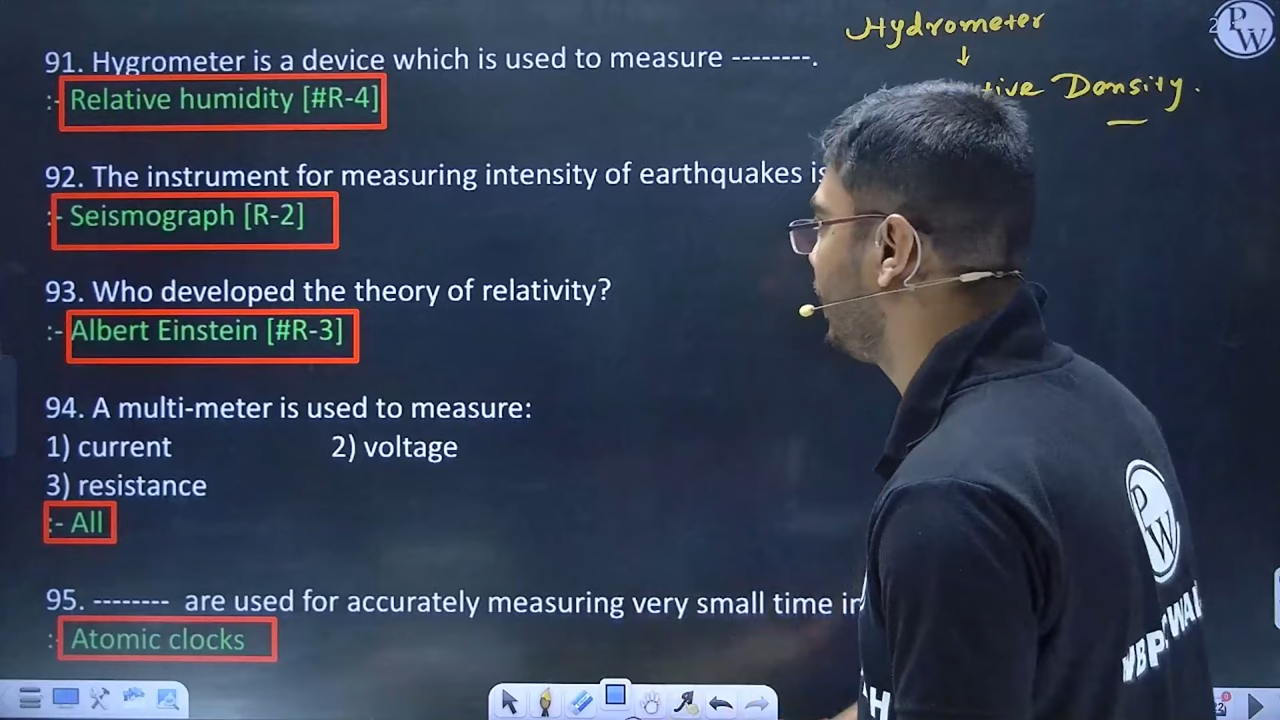 Hydrometer
↓
tive Density.
PW
91. Hygrometer is a device which is used to measure --------.
:- Relative humidity [#R-4]
92. The instrument for measuring intensity of earthquakes is
:- Seismograph [R-2]
93. Who developed the theory of relativity?
:- Albert Einstein [#R-3]
94. A multi-meter is used to measure:
1) current 2) voltage
3) resistance
:- All
95. -------- are used for accurately measuring very small time in
:- Atomic clocks
PW